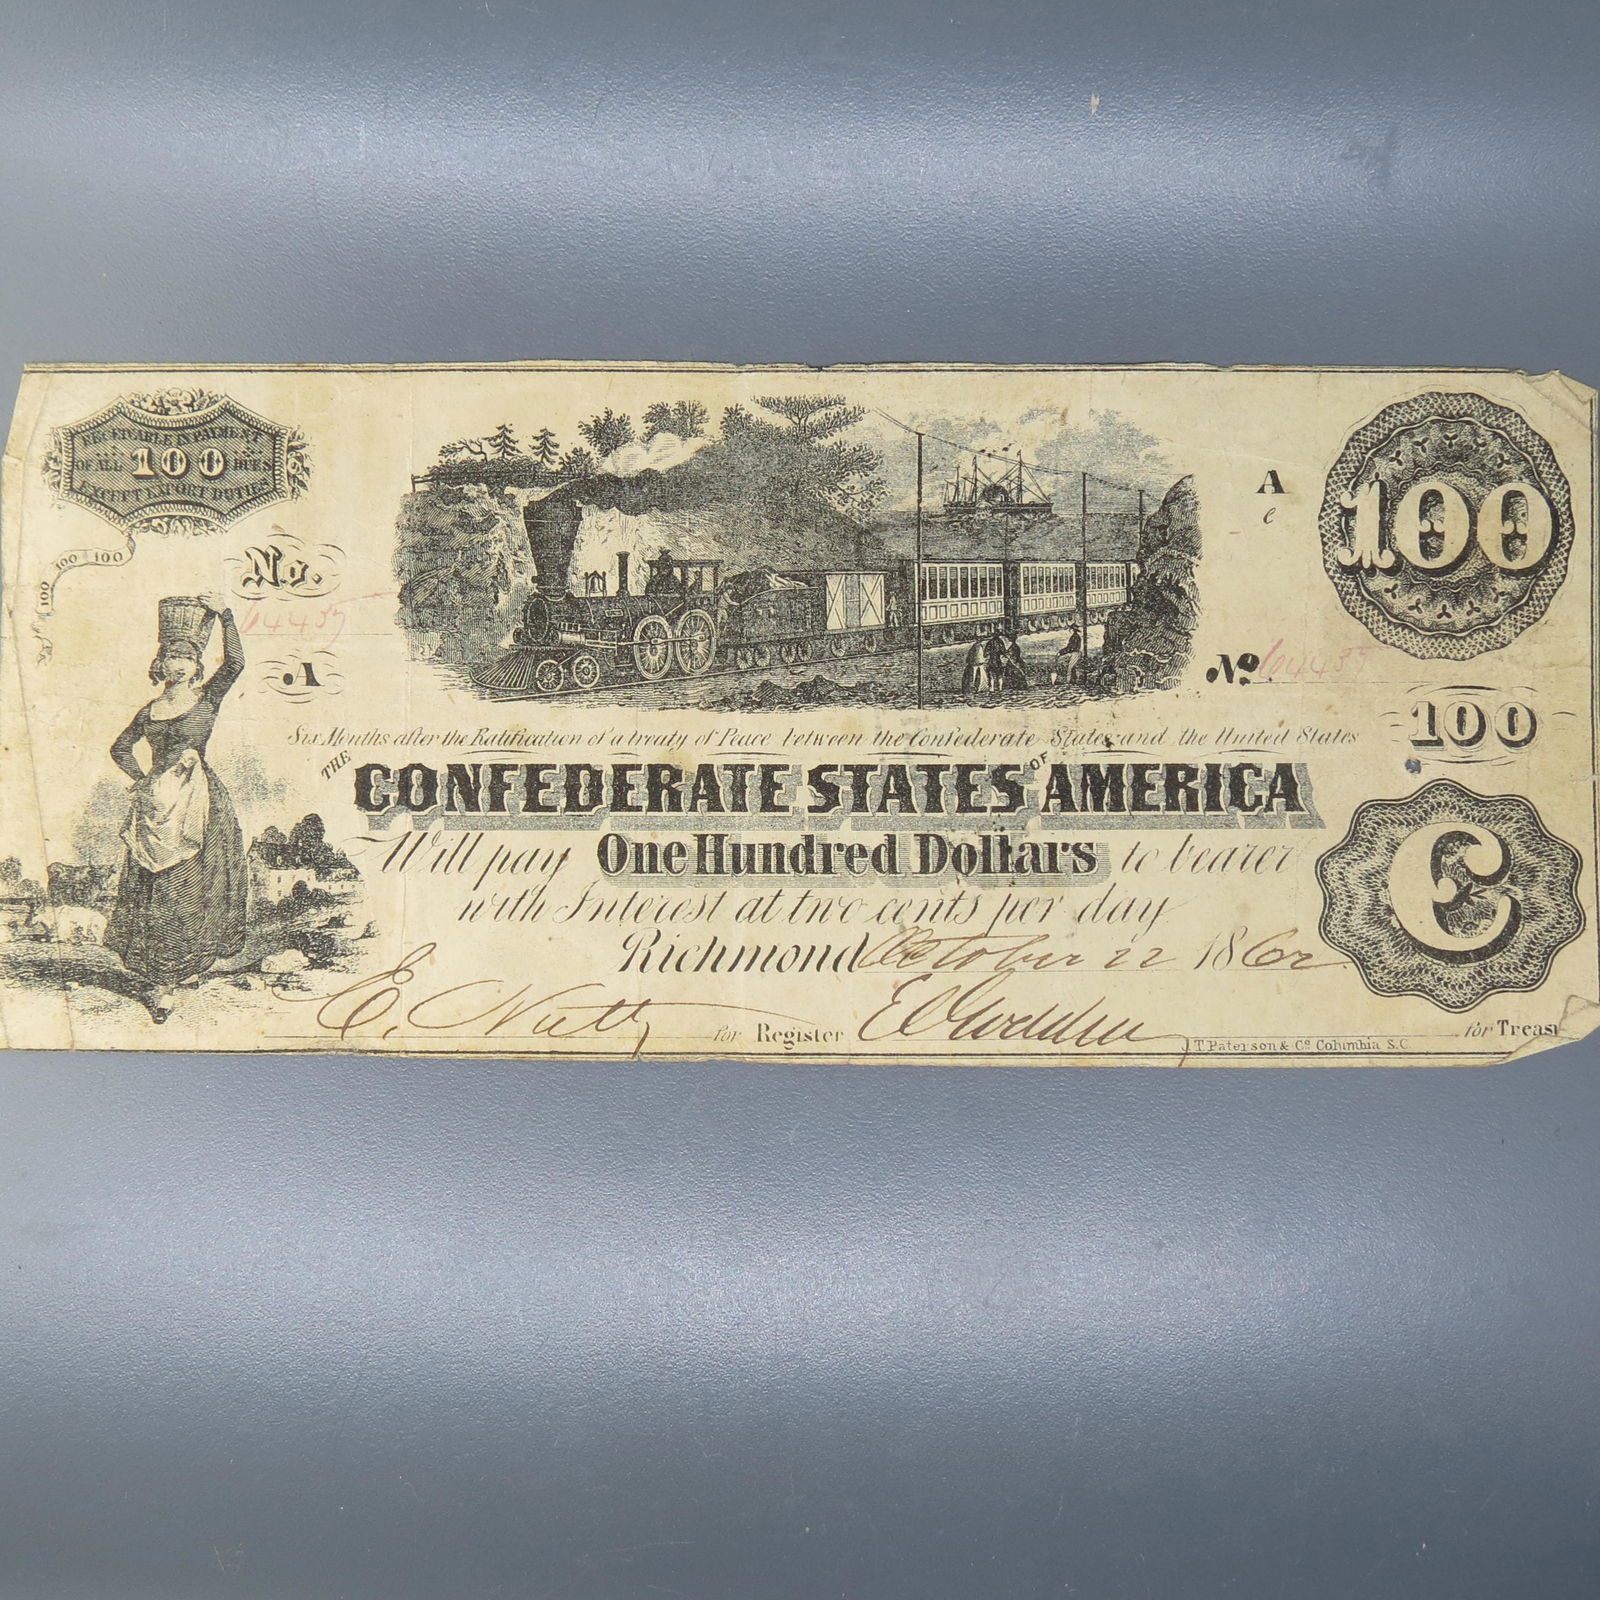 RECEIVABLE IN PAYMENT
OF ALL 100 DUES
EXCEPT EXPORT DUTIES
100 100 100
No.
A
A
e
100
No
100
Six Months after the Ratification of a treaty of Peace between the Confederate States and the United States
THE CONFEDERATE STATES OF AMERICA
Will pay One Hundred Dollars to bearer
with Interest at two cents per day
Richmond October 22 1862
C
for Register
for Treas
J.T. Paterson & Co Columbia S.C.